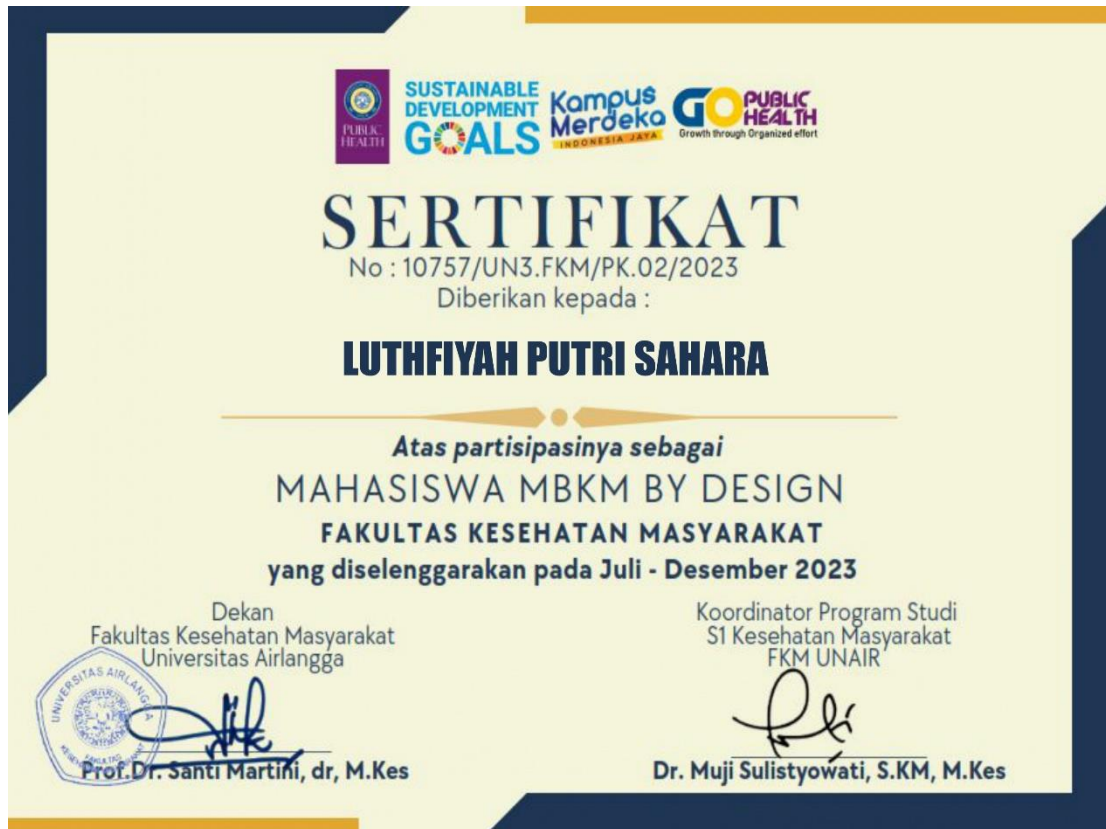 PUBLIC
HEALTH
SUSTAINABLE
DEVELOPMENT
GOALS
Kampus
Merdeka
INDONESIA JAYA
GO PUBLIC
HEALTH
Growth through Organized effort
SERTIFIKAT
No : 10757/UN3.FKM/PK.02/2023
Diberikan kepada :
LUTHFIYAH PUTRI SAHARA
Atas partisipasinya sebagai
MAHASISWA MBKM BY DESIGN
FAKULTAS KESEHATAN MASYARAKAT
yang diselenggarakan pada Juli - Desember 2023
Dekan
Fakultas Kesehatan Masyarakat
Universitas Airlangga
UNIVERSITAS AIRLANGGA
FAKULTAS
Prof.Dr. Santi Martini, dr, M.Kes
Koordinator Program Studi
S1 Kesehatan Masyarakat
FKM UNAIR
Dr. Muji Sulistyowati, S.KM, M.Kes